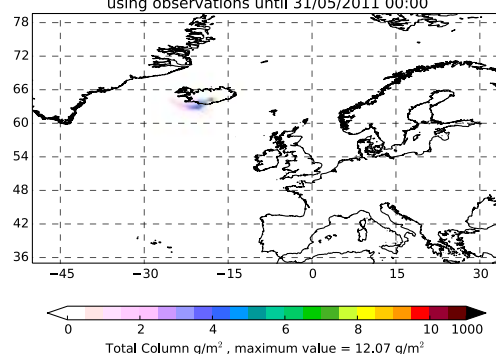 using observations until 31/05/2011 00:00
78
72
66
60
54
48
42
36
−45 −30 −15 0 15 30
0 2 4 6 8 10 1000
Total Column g/m² , maximum value = 12.07 g/m²